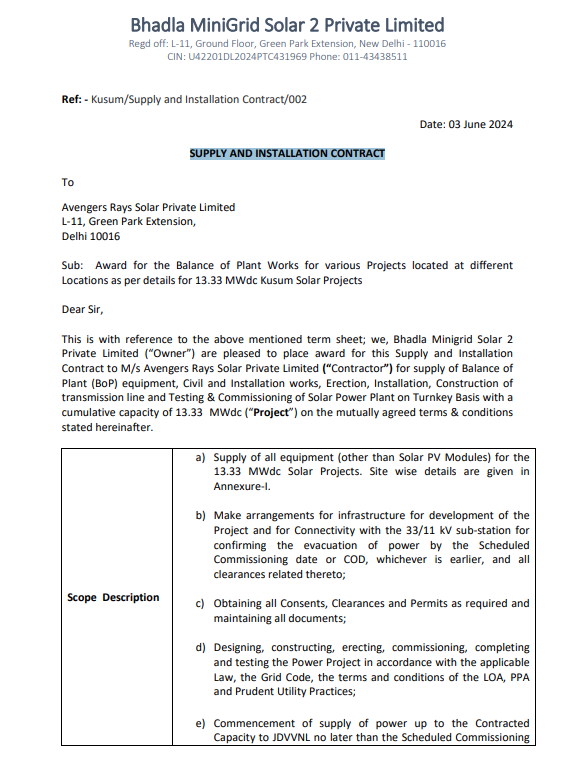 Bhadla MiniGrid Solar 2 Private Limited
Regd off: L-11, Ground Floor, Green Park Extension, New Delhi - 110016
CIN: U42201DL2024PTC431969 Phone: 011-43438511
Ref: - Kusum/Supply and Installation Contract/002
Date: 03 June 2024
SUPPLY AND INSTALLATION CONTRACT
To
Avengers Rays Solar Private Limited
L-11, Green Park Extension,
Delhi 10016
Sub: Award for the Balance of Plant Works for various Projects located at different
Locations as per details for 13.33 MWdc Kusum Solar Projects
Dear Sir,
This is with reference to the above mentioned term sheet; we, Bhadla Minigrid Solar 2
Private Limited (“Owner”) are pleased to place award for this Supply and Installation
Contract to M/s Avengers Rays Solar Private Limited (“Contractor”) for supply of Balance of
Plant (BoP) equipment, Civil and Installation works, Erection, Installation, Construction of
transmission line and Testing & Commissioning of Solar Power Plant on Turnkey Basis with a
cumulative capacity of 13.33 MWdc (“Project”) on the mutually agreed terms & conditions
stated hereinafter.
Scope Description
a) Supply of all equipment (other than Solar PV Modules) for the
13.33 MWdc Solar Projects. Site wise details are given in
Annexure-I.
b) Make arrangements for infrastructure for development of the
Project and for Connectivity with the 33/11 kV sub-station for
confirming the evacuation of power by the Scheduled
Commissioning date or COD, whichever is earlier, and all
clearances related thereto;
c) Obtaining all Consents, Clearances and Permits as required and
maintaining all documents;
d) Designing, constructing, erecting, commissioning, completing
and testing the Power Project in accordance with the applicable
Law, the Grid Code, the terms and conditions of the LOA, PPA
and Prudent Utility Practices;
e) Commencement of supply of power up to the Contracted
Capacity to JDVVNL no later than the Scheduled Commissioning